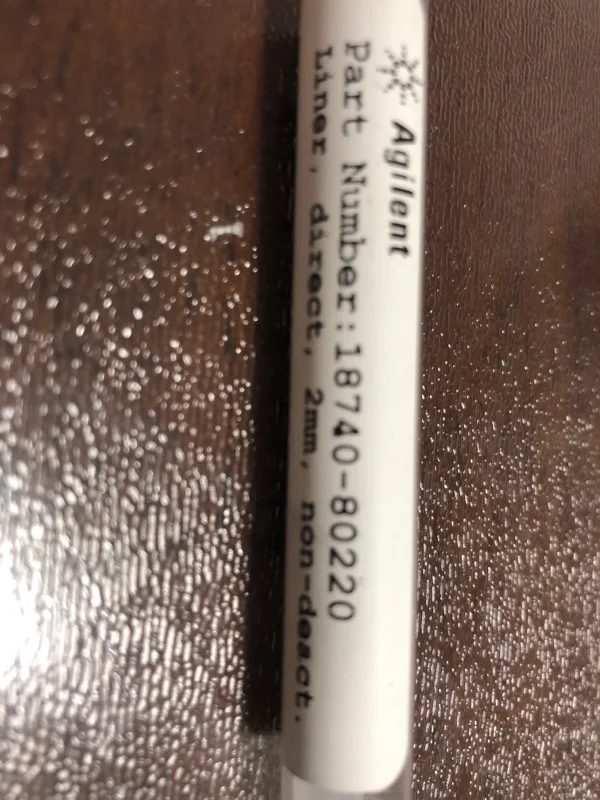 Agilent
Part Number:18740-80220
Liner, direct, 2mm, non-deact.